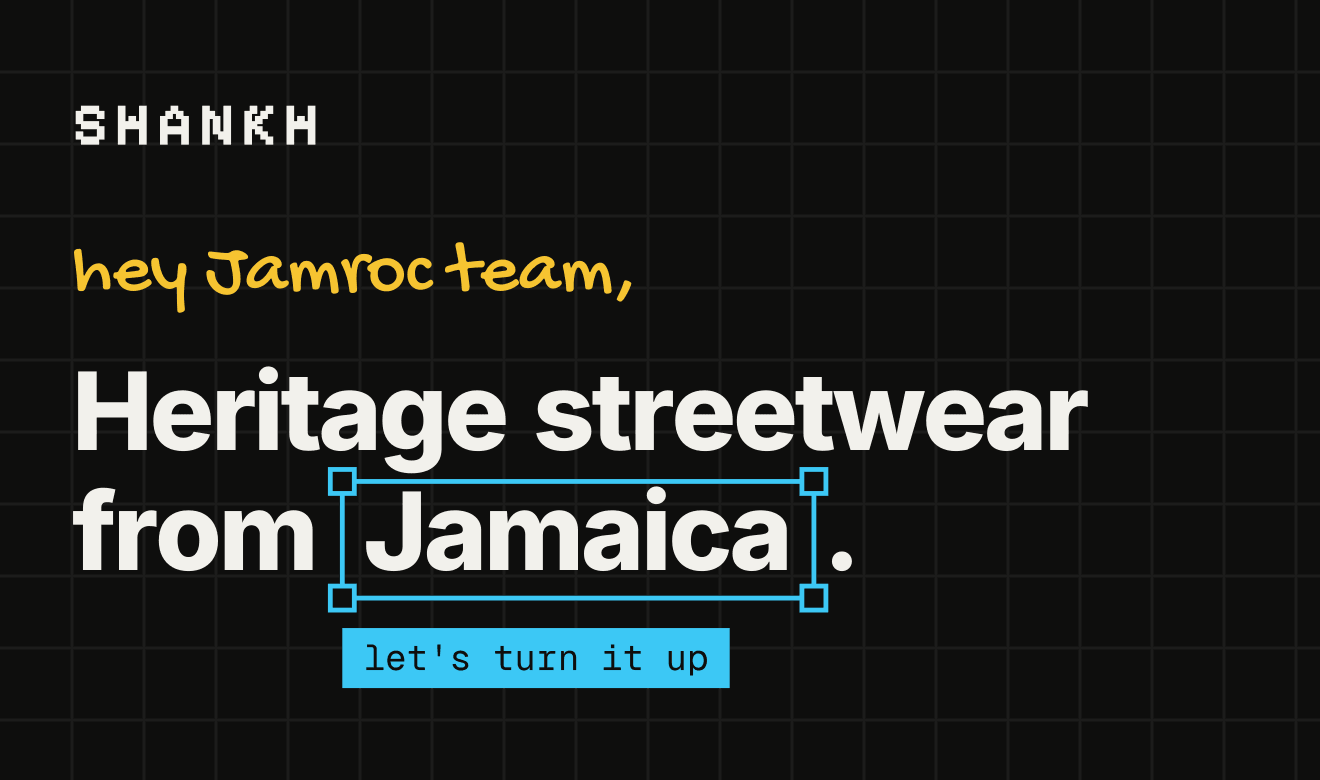 SHANKH
hey Jamroc team,
Heritage streetwear
from Jamaica.
let's turn it up